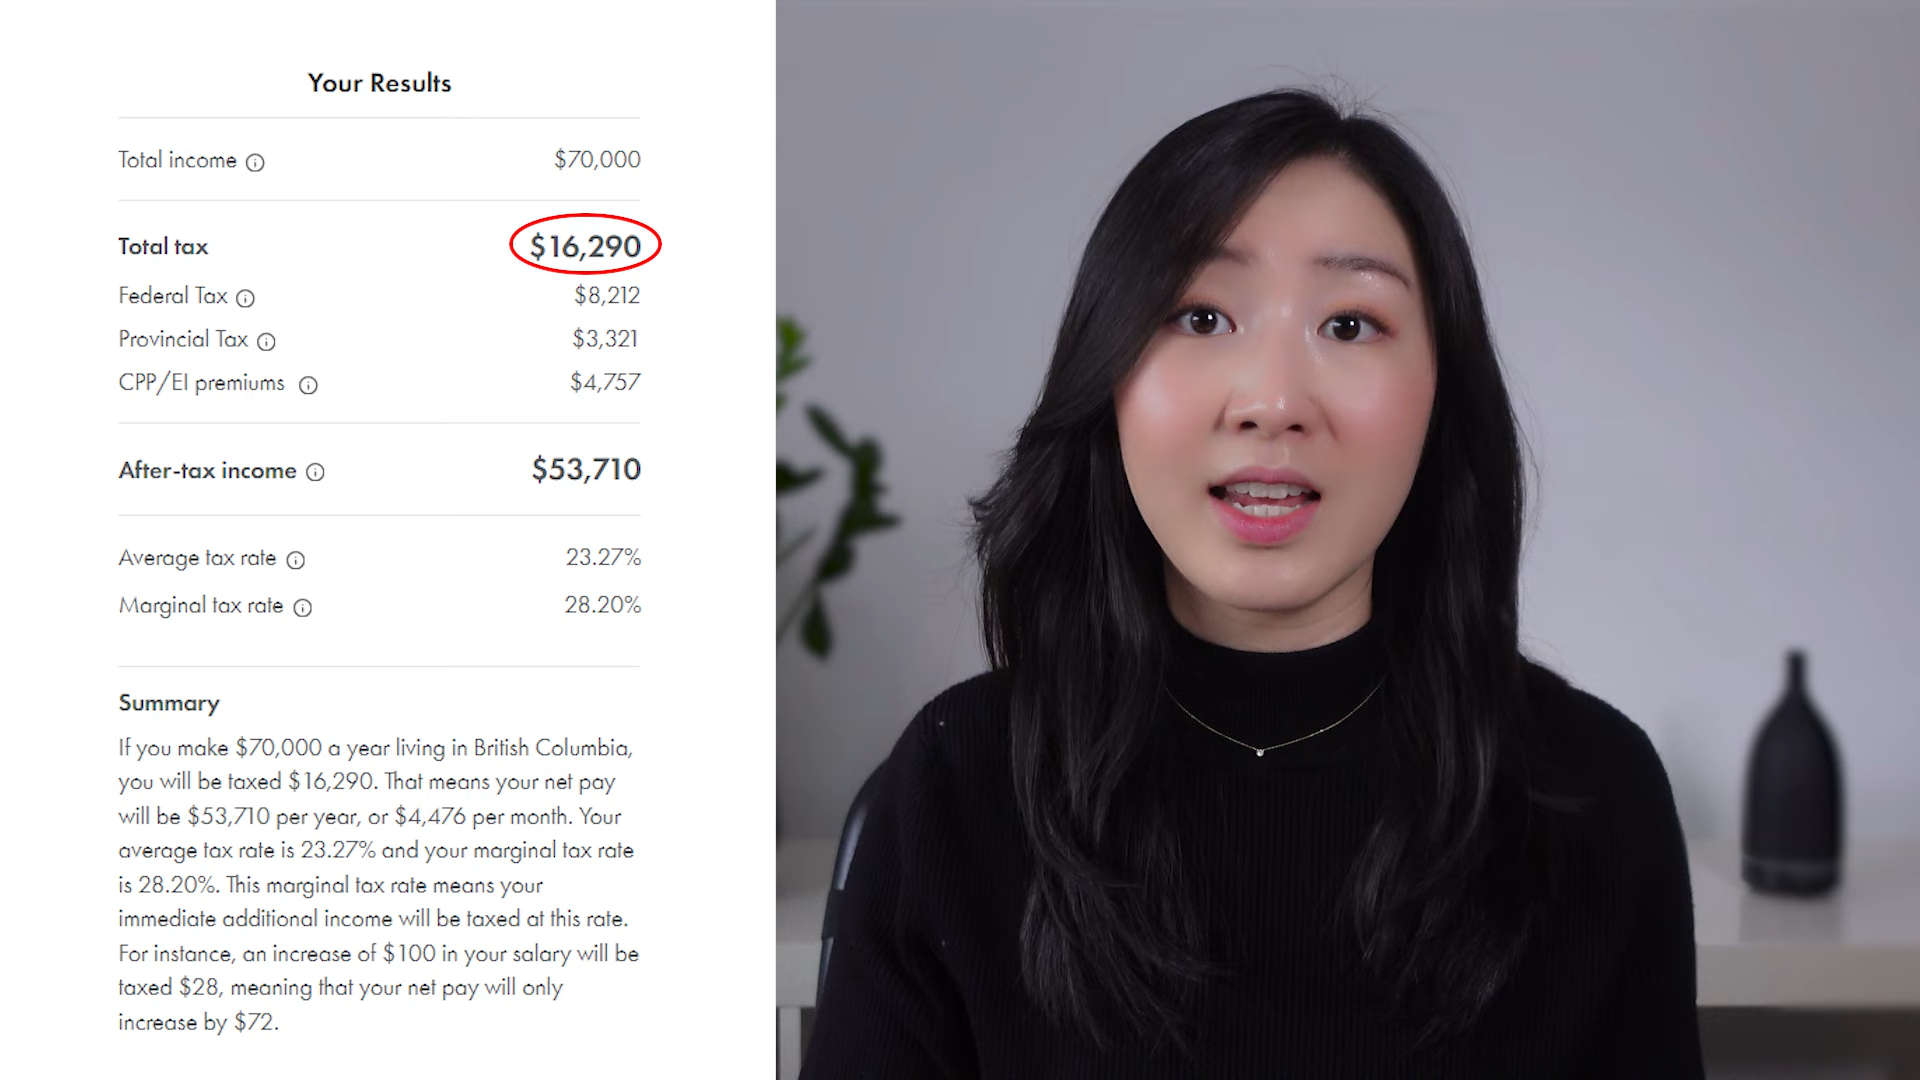 Your Results
Total income $70,000
Total tax $16,290
Federal Tax $8,212
Provincial Tax $3,321
CPP/EI premiums $4,757
After-tax income $53,710
Average tax rate 23.27%
Marginal tax rate 28.20%
Summary
If you make $70,000 a year living in British Columbia,
you will be taxed $16,290. That means your net pay
will be $53,710 per year, or $4,476 per month. Your
average tax rate is 23.27% and your marginal tax rate
is 28.20%. This marginal tax rate means your
immediate additional income will be taxed at this rate.
For instance, an increase of $100 in your salary will be
taxed $28, meaning that your net pay will only
increase by $72.